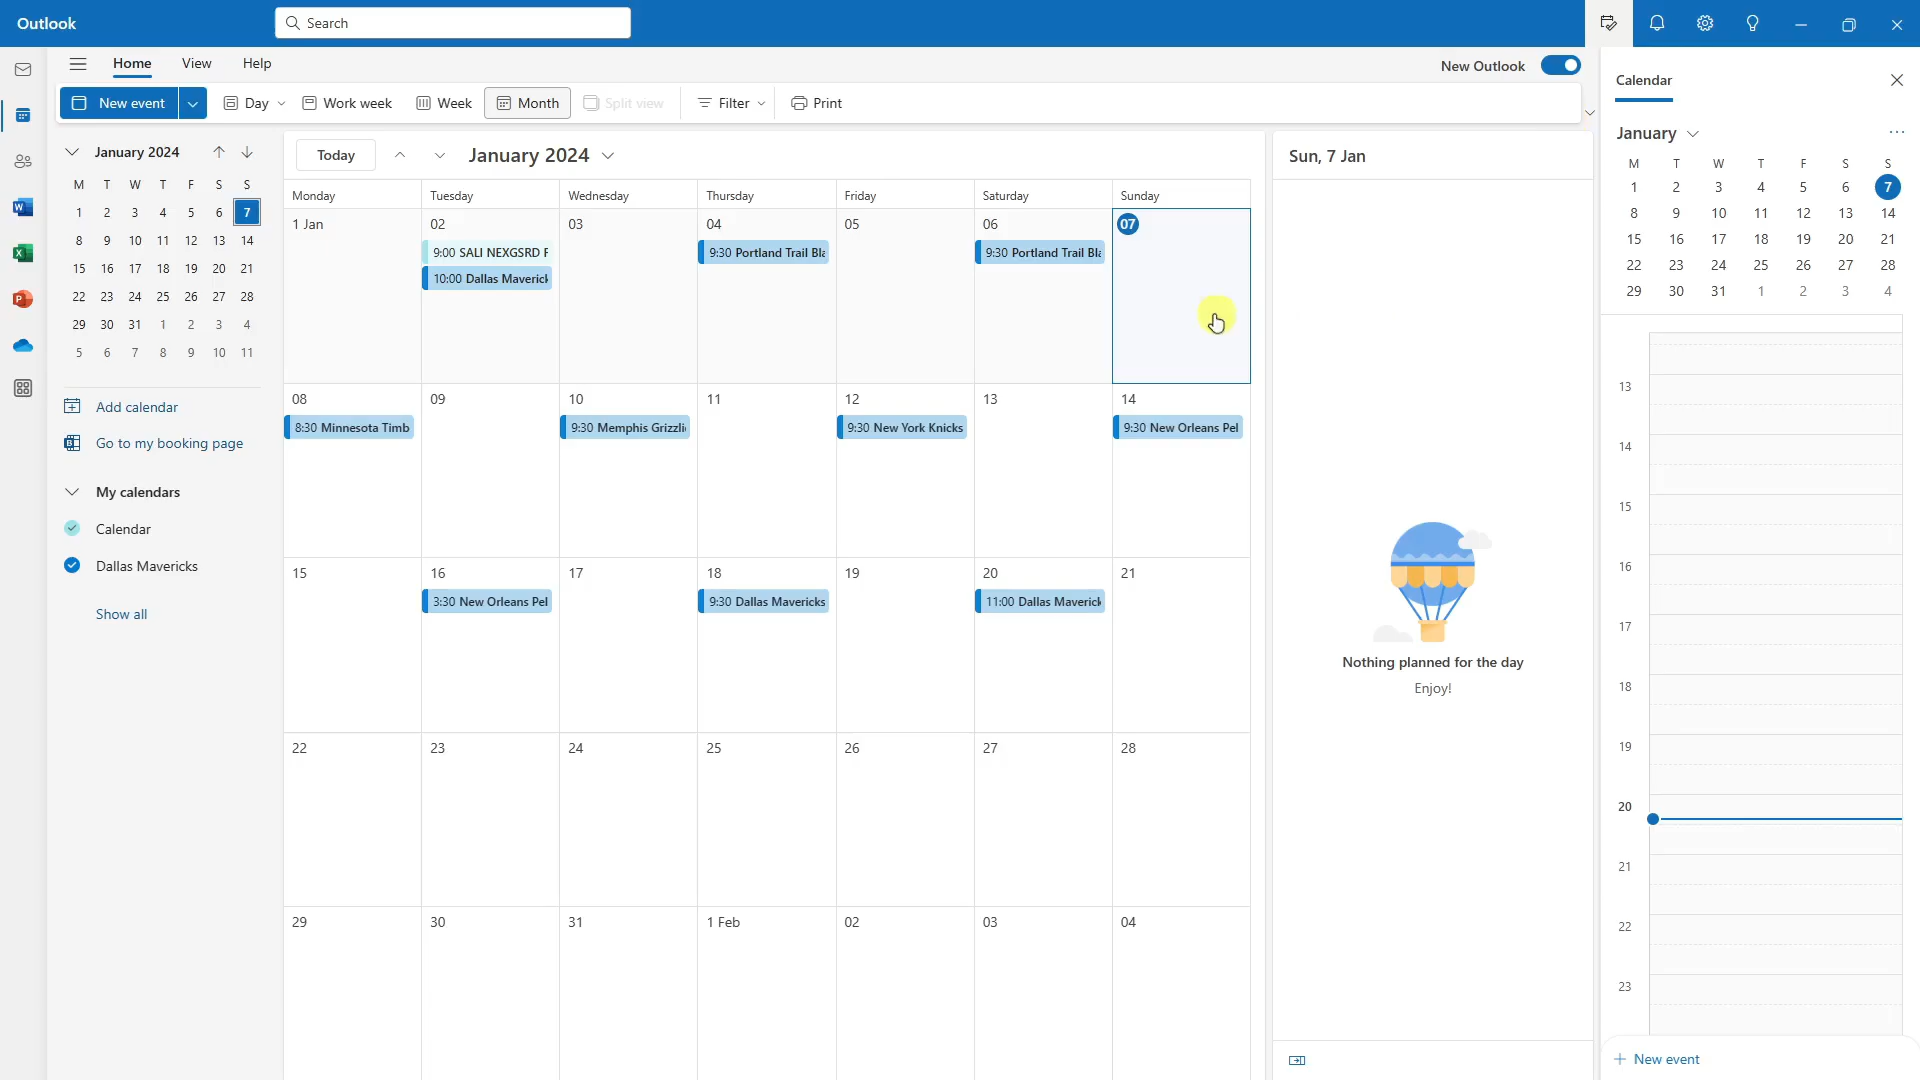 Outlook
Search
Home View Help
New Outlook
New event Day Work week Week Month Split view Filter Print
January 2024
M T W T F S S
1 2 3 4 5 6 7
8 9 10 11 12 13 14
15 16 17 18 19 20 21
22 23 24 25 26 27 28
29 30 31 1 2 3 4
5 6 7 8 9 10 11
Add calendar
Go to my booking page
My calendars
Calendar
Dallas Mavericks
Show all
Today January 2024
Monday Tuesday Wednesday Thursday Friday Saturday Sunday
1 Jan 02 03 04 05 06 07
9:00 SALI NEXGSRD F 9:30 Portland Trail Bla 9:30 Portland Trail Bla
10:00 Dallas Maverick
08 09 10 11 12 13 14
8:30 Minnesota Timb 9:30 Memphis Grizzli 9:30 New York Knicks 9:30 New Orleans Pel
15 16 17 18 19 20 21
3:30 New Orleans Pel 9:30 Dallas Mavericks 11:00 Dallas Maverick
22 23 24 25 26 27 28
29 30 31 1 Feb 02 03 04
Sun, 7 Jan
Nothing planned for the day
Enjoy!
Calendar
January
M T W T F S S
1 2 3 4 5 6 7
8 9 10 11 12 13 14
15 16 17 18 19 20 21
22 23 24 25 26 27 28
29 30 31 1 2 3 4
13
14
15
16
17
18
19
20
21
22
23
New event